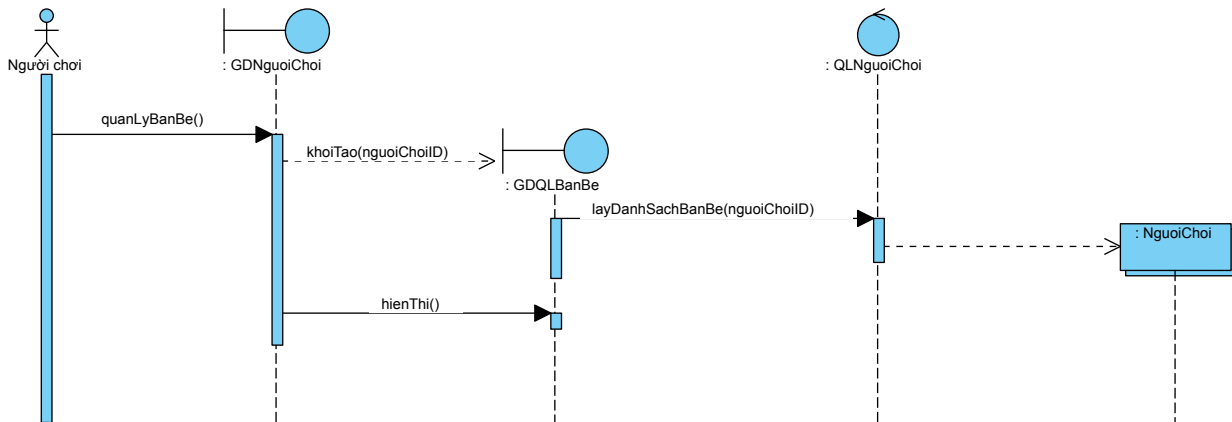 Người chơi
: GDNguoiChoi
: QLNguoiChoi
quanLyBanBe()
khoiTao(nguoiChoiID)
: GDQLBanBe
layDanhSachBanBe(nguoiChoiID)
: NguoiChoi
hienThi()